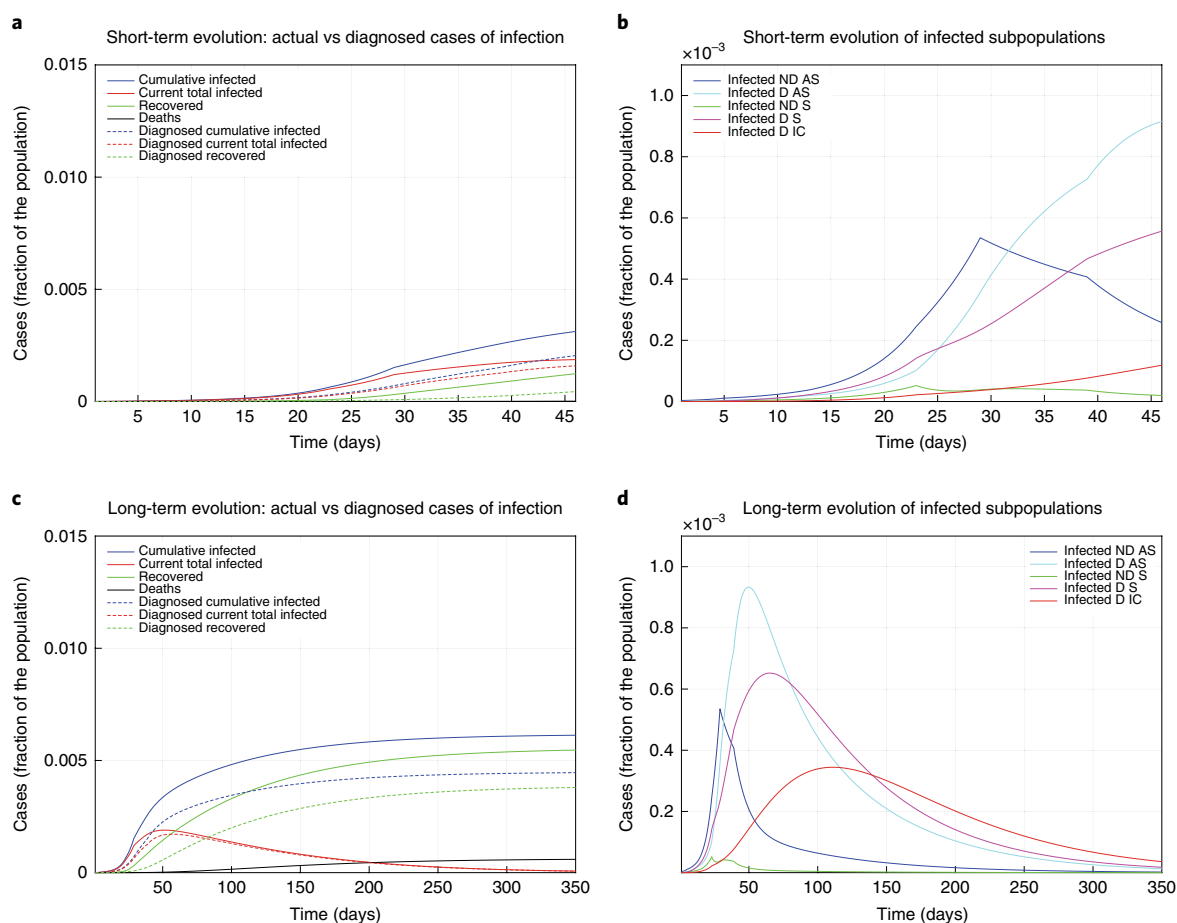 a
Short-term evolution: actual vs diagnosed cases of infection
0.015
0.010
0.005
0
Cases (fraction of the population)
Cumulative infected
Current total infected
Recovered
Deaths
Diagnosed cumulative infected
Diagnosed current total infected
Diagnosed recovered
5 10 15 20 25 30 35 40 45
Time (days)
b
Short-term evolution of infected subpopulations
×10⁻³
1.0
0.8
0.6
0.4
0.2
0
Cases (fraction of the population)
Infected ND AS
Infected D AS
Infected ND S
Infected D S
Infected D IC
5 10 15 20 25 30 35 40 45
Time (days)
c
Long-term evolution: actual vs diagnosed cases of infection
0.015
0.010
0.005
0
Cases (fraction of the population)
Cumulative infected
Current total infected
Recovered
Deaths
Diagnosed cumulative infected
Diagnosed current total infected
Diagnosed recovered
50 100 150 200 250 300 350
Time (days)
d
Long-term evolution of infected subpopulations
×10⁻³
1.0
0.8
0.6
0.4
0.2
Cases (fraction of the population)
Infected ND AS
Infected D AS
Infected ND S
Infected D S
Infected D IC
50 100 150 200 250 300 350
Time (days)